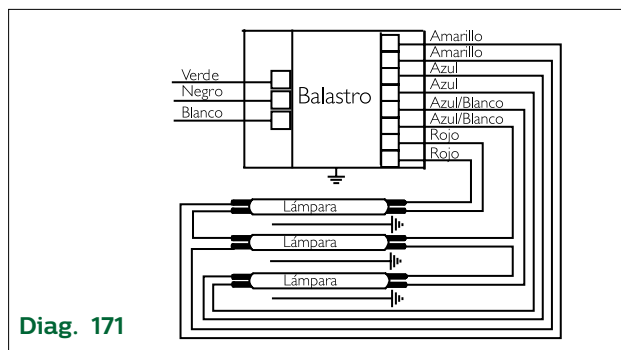 Amarillo
Amarillo
Azul
Azul
Azul/Blanco
Azul/Blanco
Rojo
Rojo
Verde
Negro
Blanco
Balastro
Lámpara
Lámpara
Lámpara
Diag. 171